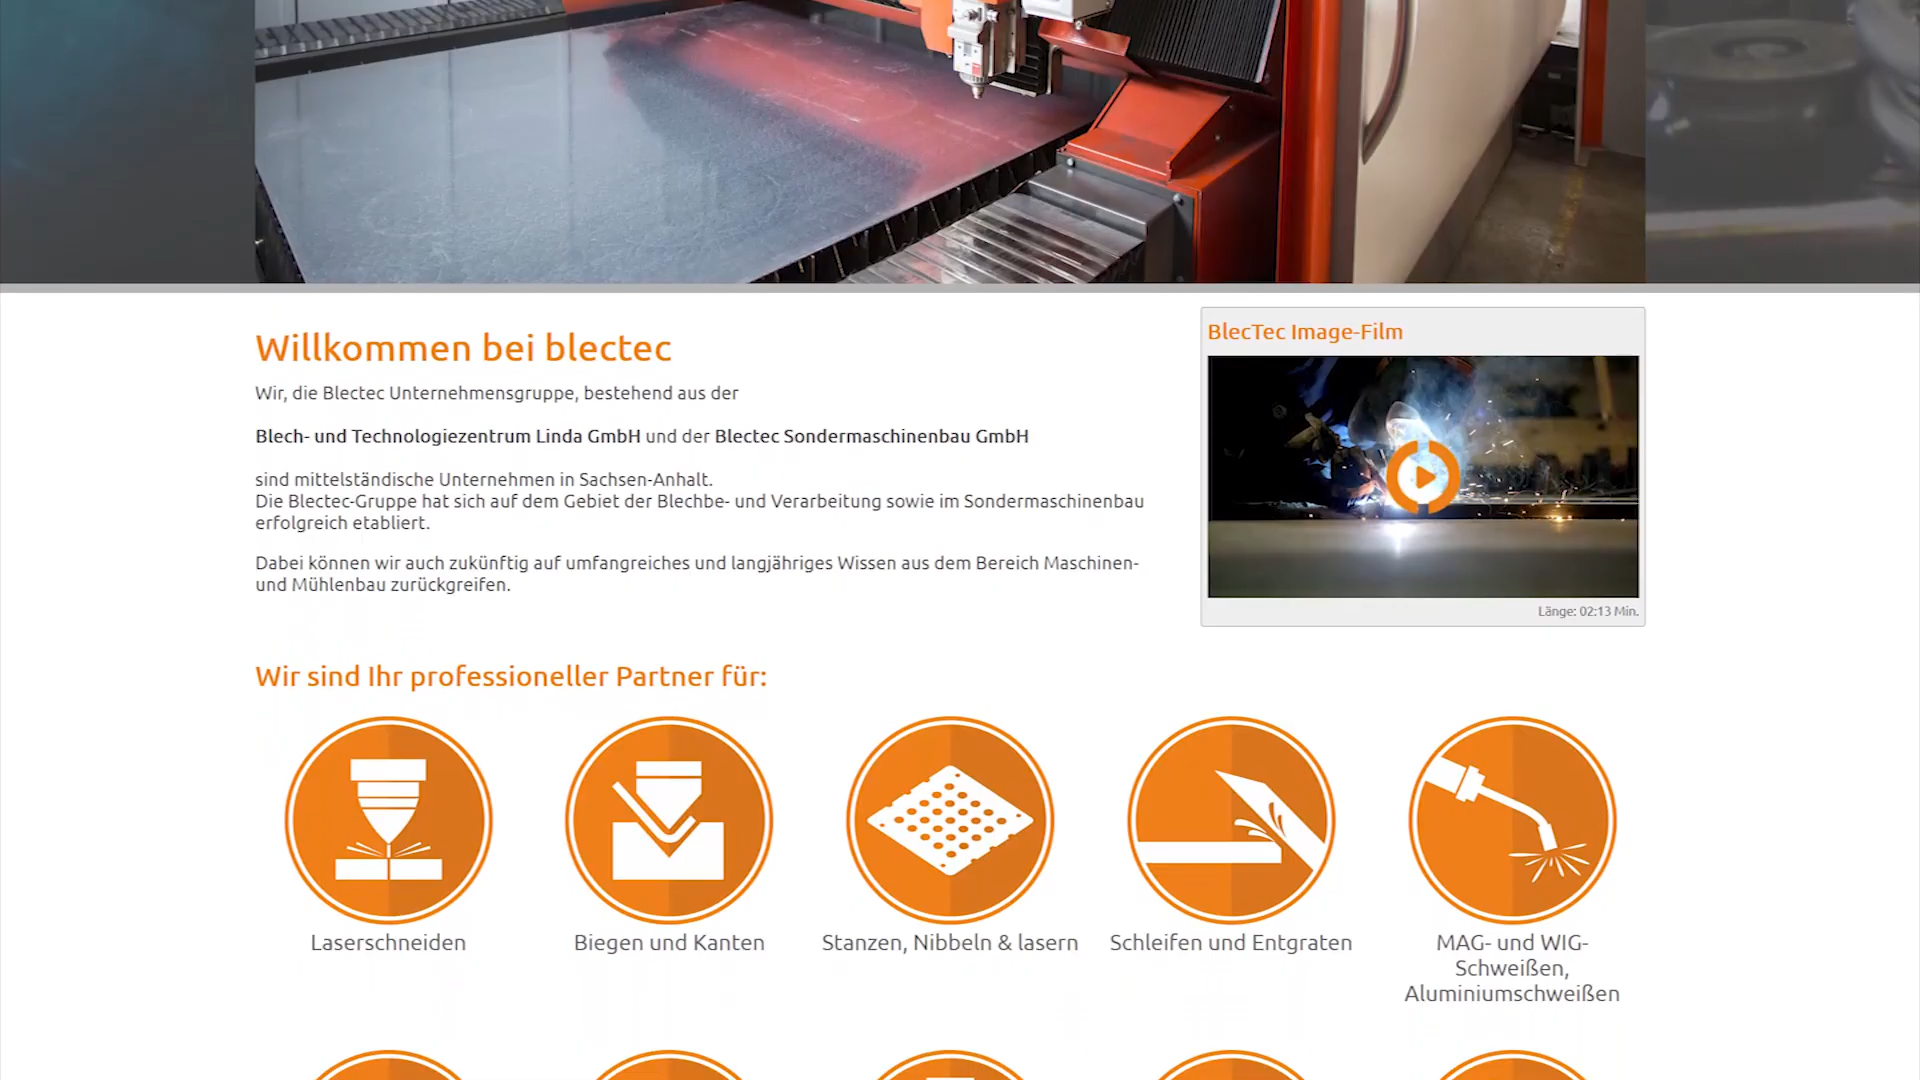 Willkommen bei blectec
Wir, die Blectec Unternehmensgruppe, bestehend aus der
Blech- und Technologiezentrum Linda GmbH und der Blectec Sondermaschinenbau GmbH
sind mittelständische Unternehmen in Sachsen-Anhalt.
Die Blectec-Gruppe hat sich auf dem Gebiet der Blechbe- und Verarbeitung sowie im Sondermaschinenbau
erfolgreich etabliert.
Dabei können wir auch zukünftig auf umfangreiches und langjähriges Wissen aus dem Bereich Maschinen-
und Mühlenbau zurückgreifen.
BlecTec Image-Film
Länge: 02:13 Min.
Wir sind Ihr professioneller Partner für:
Laserschneiden
Biegen und Kanten
Stanzen, Nibbeln & lasern
Schleifen und Entgraten
MAG- und WIG-
Schweißen,
Aluminiumschweißen